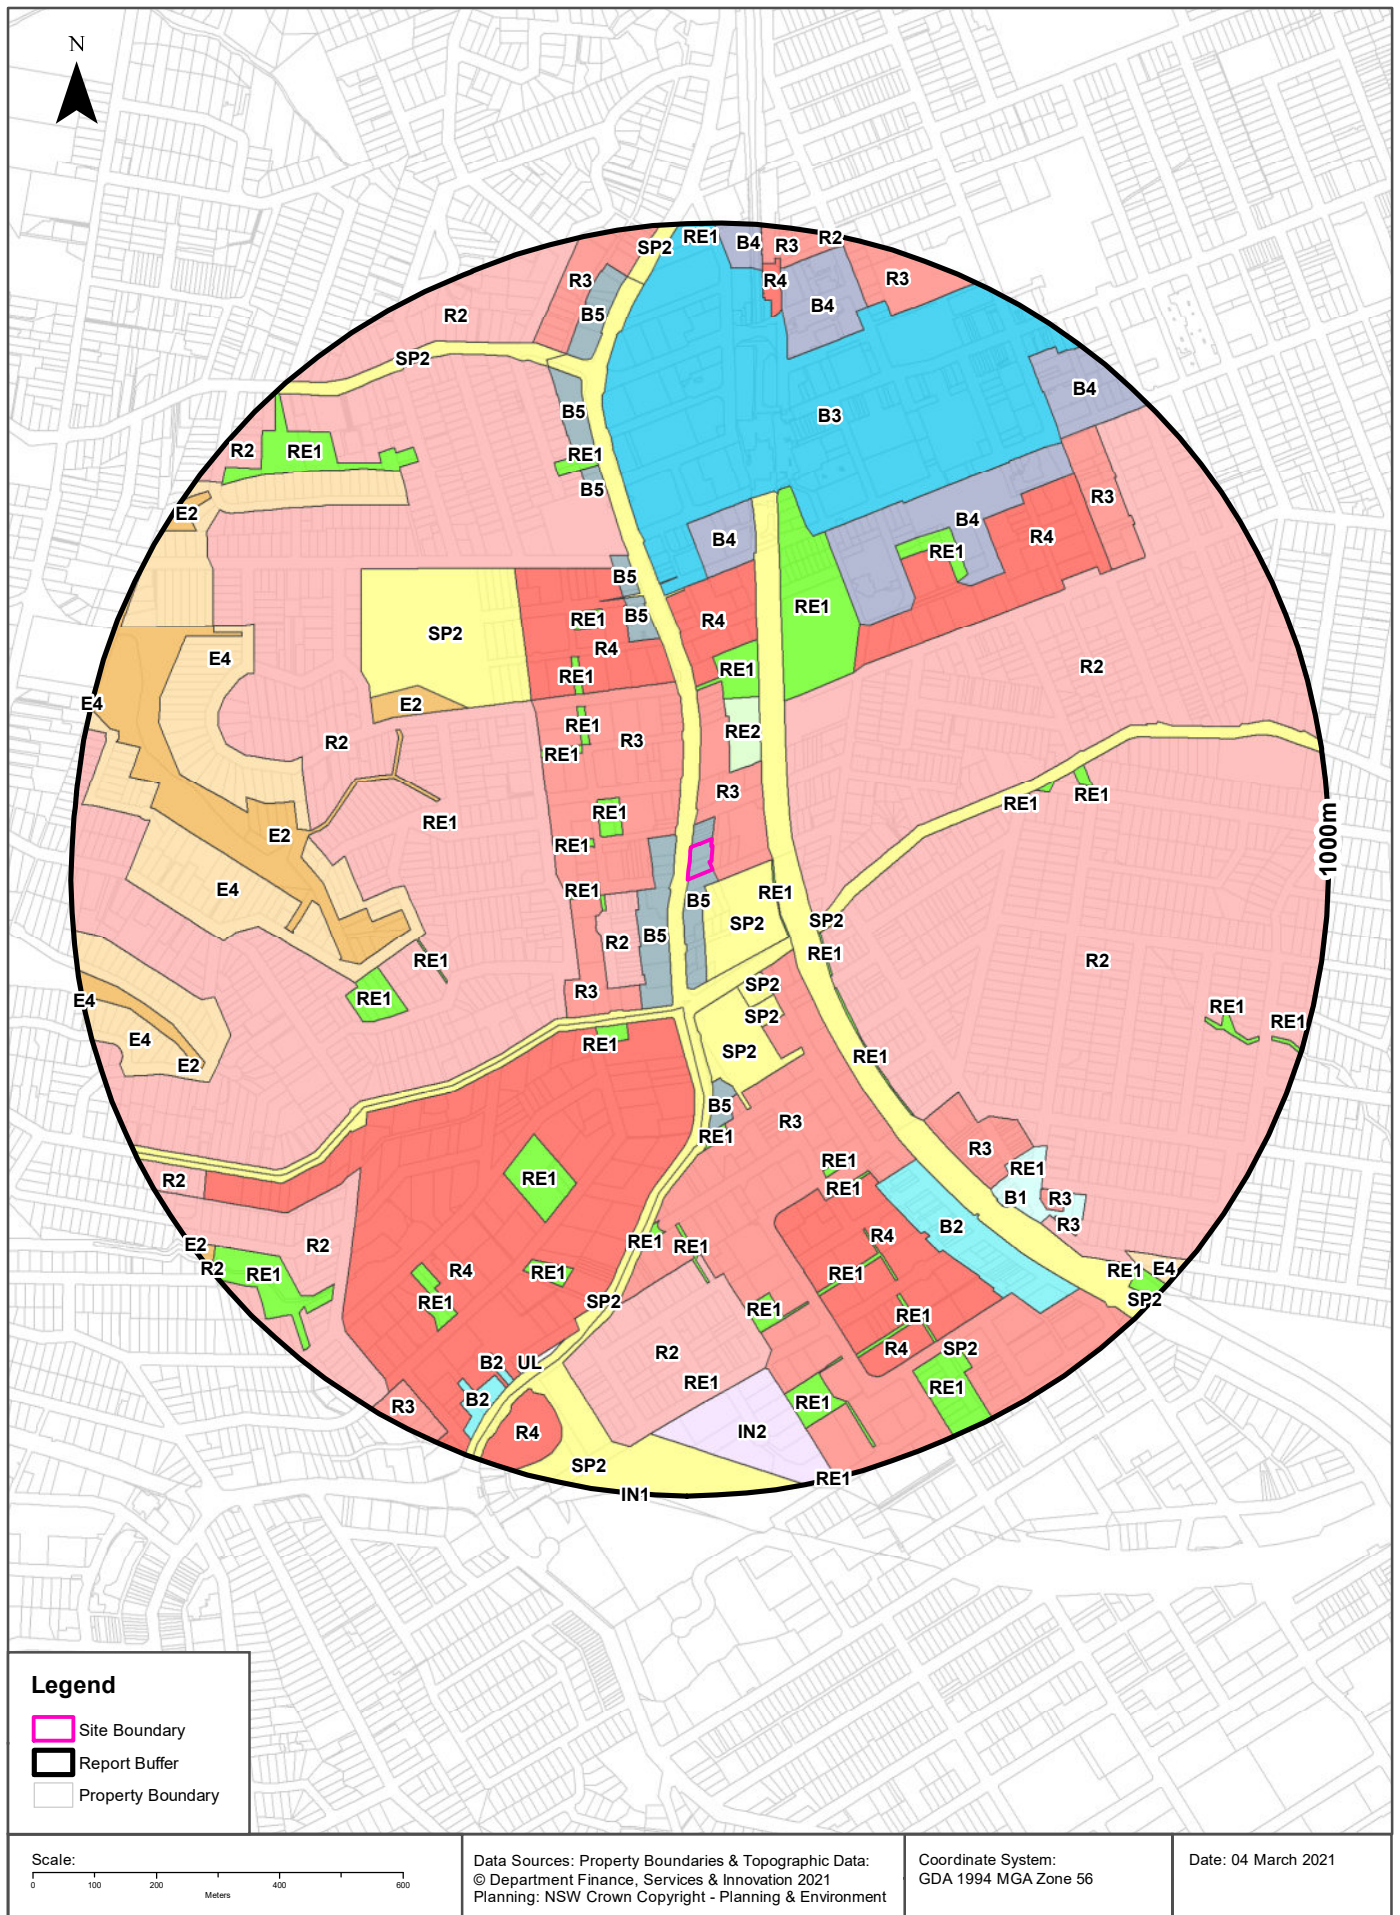 N
RE1
B4
R3
R2
SP2
R3
R4
R3
B4
B5
R2
SP2
B4
B5
B3
R2
RE1
RE1
B5
R3
E2
B4
B4
R4
RE1
B5
RE1
B5
RE1
R4
SP2
R4
E4
RE1
R2
RE1
E4
E2
RE1
RE2
R2
R3
RE1
R3
RE1
RE1
RE1
RE1
E2
1000m
RE1
E4
RE1
RE1
B5
SP2
SP2
B5
R2
RE1
RE1
R2
SP2
R3
RE1
E4
RE1
SP2
RE1
E4
RE1
SP2
RE1
E2
B5
R3
RE1
R3
RE1
RE1
R2
RE1
RE1
B1
R3
R3
B2
R4
RE1
RE1
E2
R2
R2
RE1
R4
RE1
RE1
RE1
E4
SP2
RE1
SP2
RE1
RE1
R4
SP2
R2
B2
UL
RE1
RE1
B2
RE1
R3
R4
IN2
SP2
RE1
IN1
Legend
Site Boundary
Report Buffer
Property Boundary
Scale:
0 100 200 400 600
Meters
Data Sources: Property Boundaries & Topographic Data:
© Department Finance, Services & Innovation 2021
Planning: NSW Crown Copyright - Planning & Environment
Coordinate System:
GDA 1994 MGA Zone 56
Date: 04 March 2021